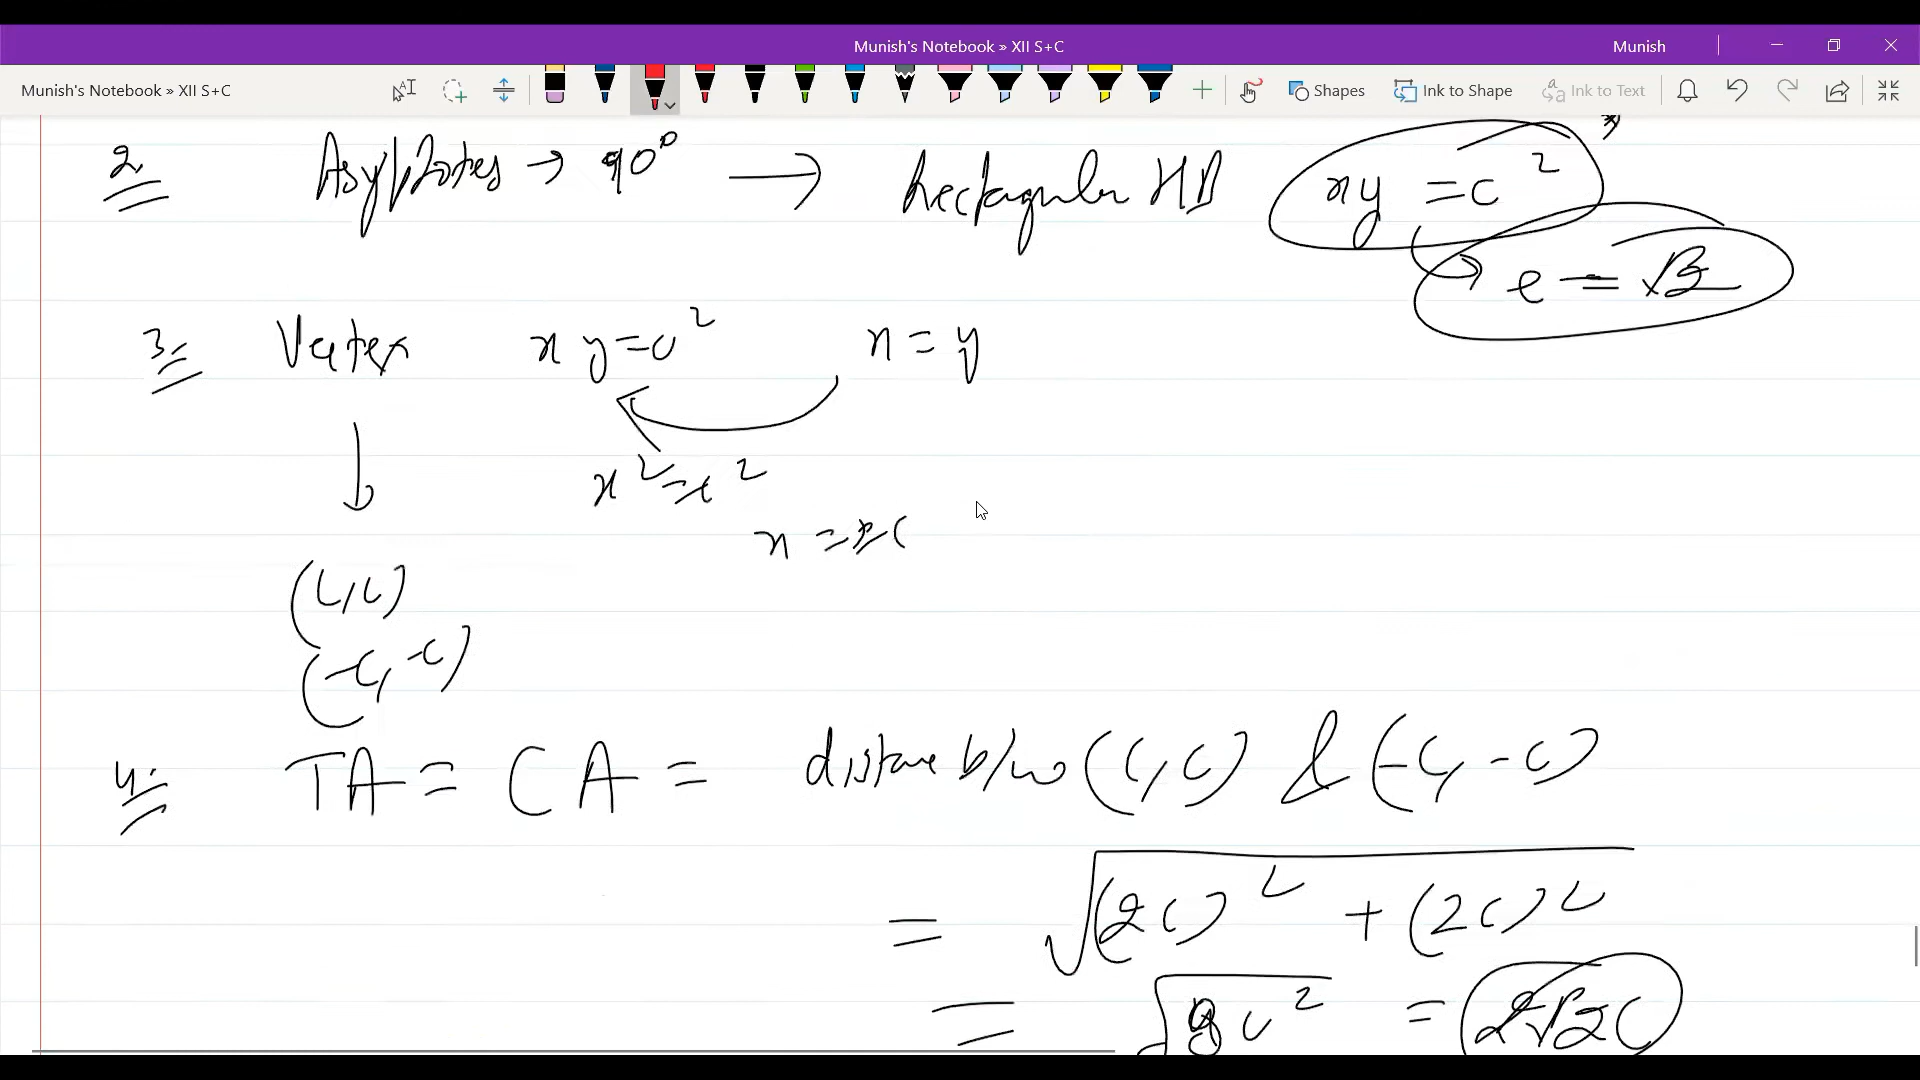 Munish's Notebook » XII S+C
Munish
Munish's Notebook » XII S+C
Shapes
Ink to Shape
Ink to Text
2 Asymptotes → 90° → Rectangular HB xy = c²
→ e = √2
3 Vertex xy = c² x = y
x² = c²
x = ±c
(c, c)
(-c, -c)
4 TA = CA = distance b/w (c, c) & (-c, -c)
= √(2c)² + (2c)²
= √8c² = 2√2c